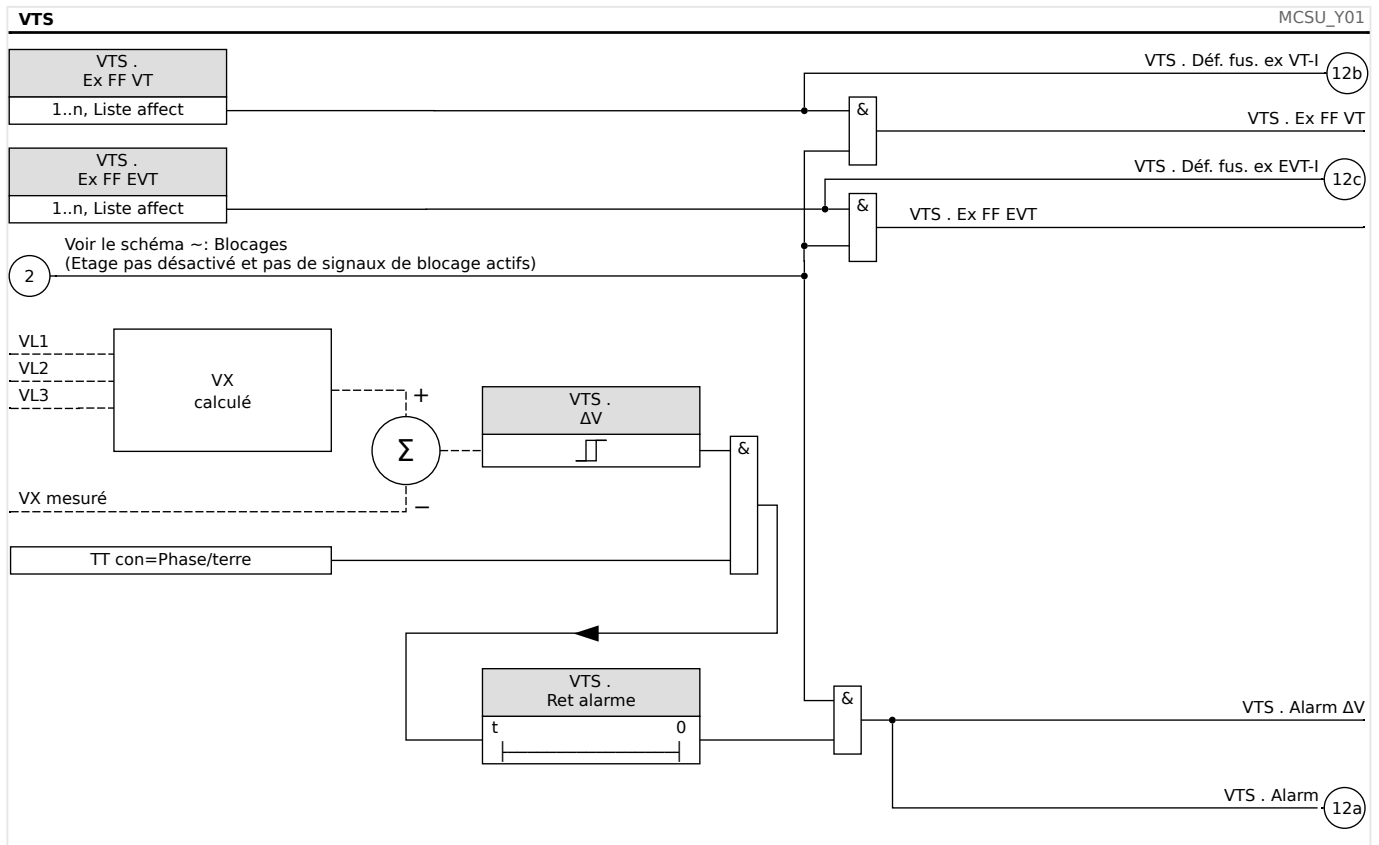 VTS
MCSU_Y01
VTS .
Ex FF VT
1..n, Liste affect
VTS . Déf. fus. ex VT-I
12b
&
VTS . Ex FF VT
VTS .
Ex FF EVT
1..n, Liste affect
VTS . Déf. fus. ex EVT-I
12c
&
VTS . Ex FF EVT
Voir le schéma ~: Blocages
(Etage pas désactivé et pas de signaux de blocage actifs)
2
VL1
VL2
VL3
VX
calculé
+
Σ
−
VTS .
ΔV
&
VX mesuré
TT con=Phase/terre
VTS .
Ret alarme
t
0
&
VTS . Alarm ΔV
VTS . Alarm
12a